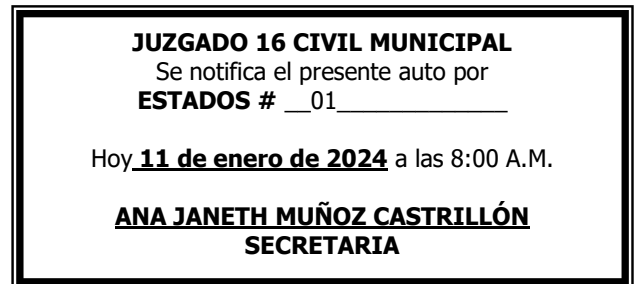 JUZGADO 16 CIVIL MUNICIPAL
Se notifica el presente auto por
ESTADOS # __01_____________
Hoy 11 de enero de 2024 a las 8:00 A.M.
ANA JANETH MUÑOZ CASTRILLÓN
SECRETARIA